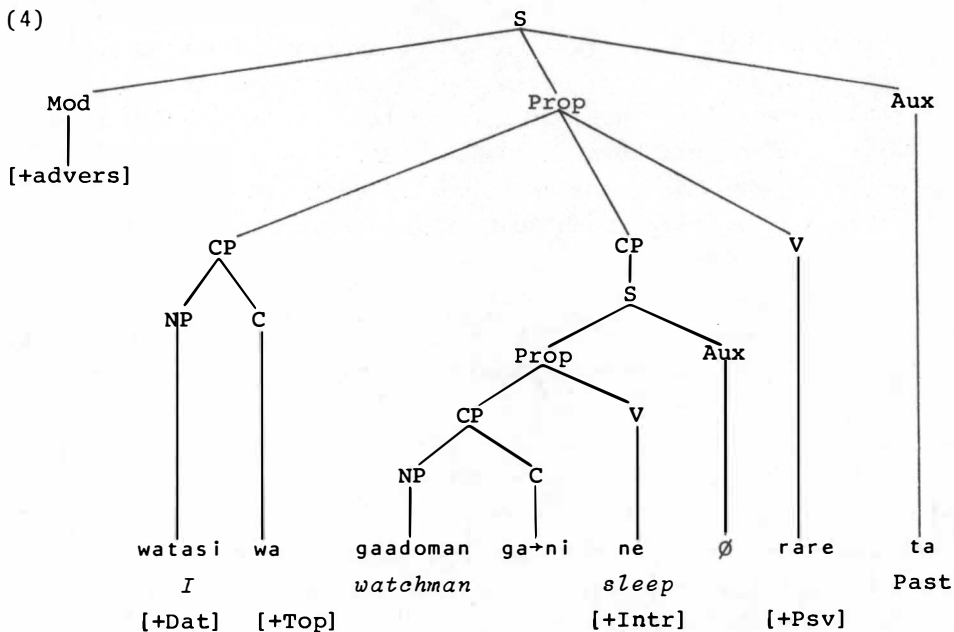 (4) S
Mod Prop Aux
[+advers]
CP CP V
NP C S
Prop Aux
CP V
NP C
watasi wa gaadoman ga→ni ne ∅ rare ta
I watchman sleep Past
[+Dat] [+Top] [+Intr] [+Psv]